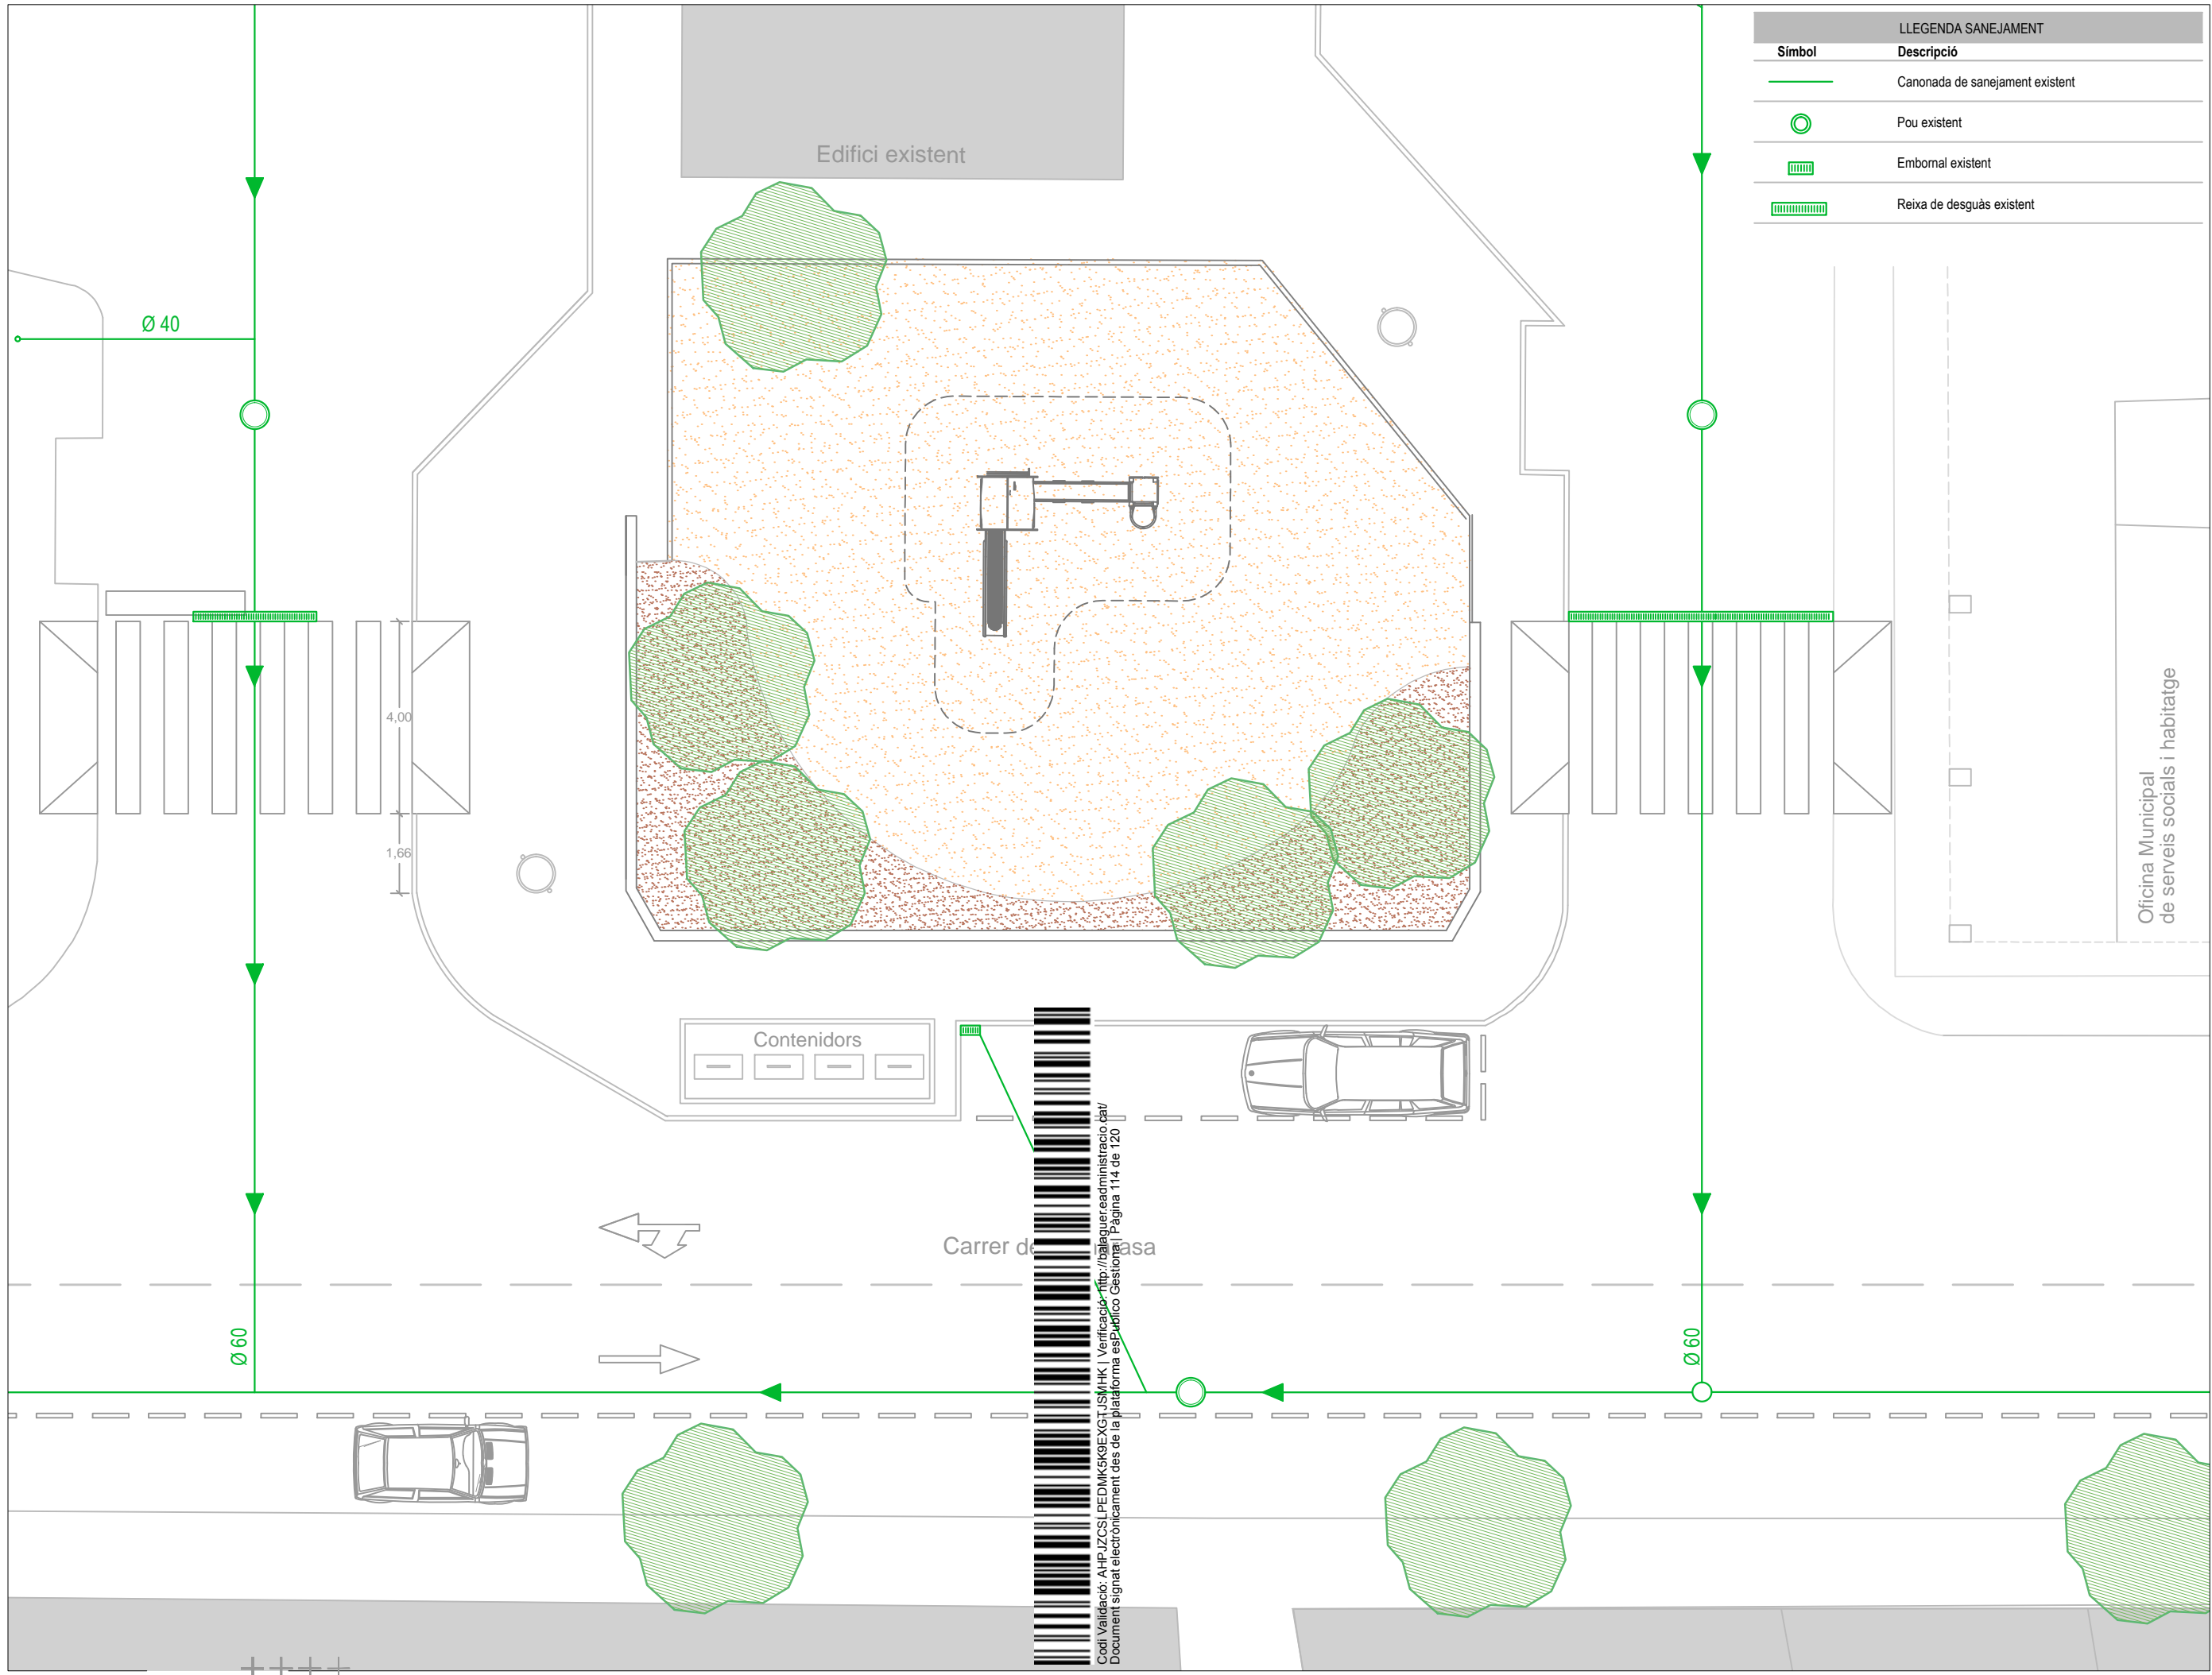 LLEGENDA SANEJAMENT
Símbol Descripció
Canonada de sanejament existent
Pou existent
Embornal existent
Reixa de desguàs existent
Edifici existent
Ø 40
4,00
1,66
Oficina Municipal
de serveis socials i habitatge
Contenidors
Carrer
Ø 60
Ø 60
Codi Validació: AHPJZCSLPEDMK5K9EXGTJSMHK | Verificació: http://balaguer.eadministracio.cat/
Document signat electrònicament des de la plataforma esPublico Gestiona | Pàgina 114 de 120